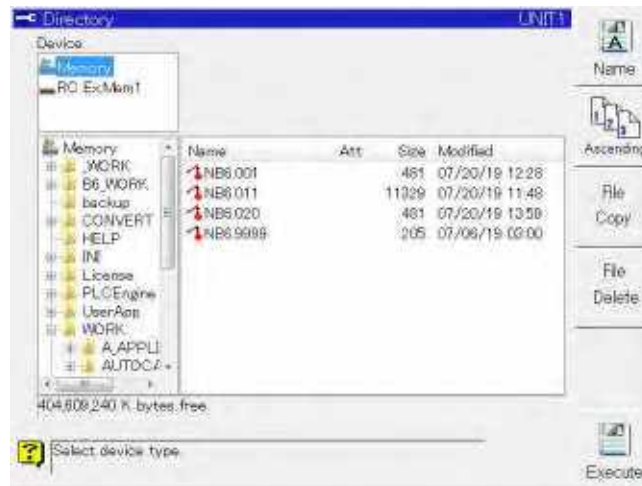 Directory
UNIT1
Device
Memory
RC ExMem1
Memory
WORK
B6_WORK
backup
CONVERT
HELP
INI
License
PLCEngine
UserApp
WORK
A_APPLI
AUTOCA
Name Att Size Modified
NB6.001 481 07/20/19 12:28
NB6.011 11329 07/20/19 11:48
NB6.020 481 07/20/19 13:59
NB6.9999 205 07/06/19 03:00
404,609,240 K bytes free
Select device type.
Name
Ascending
File
Copy
File
Delete
Execute